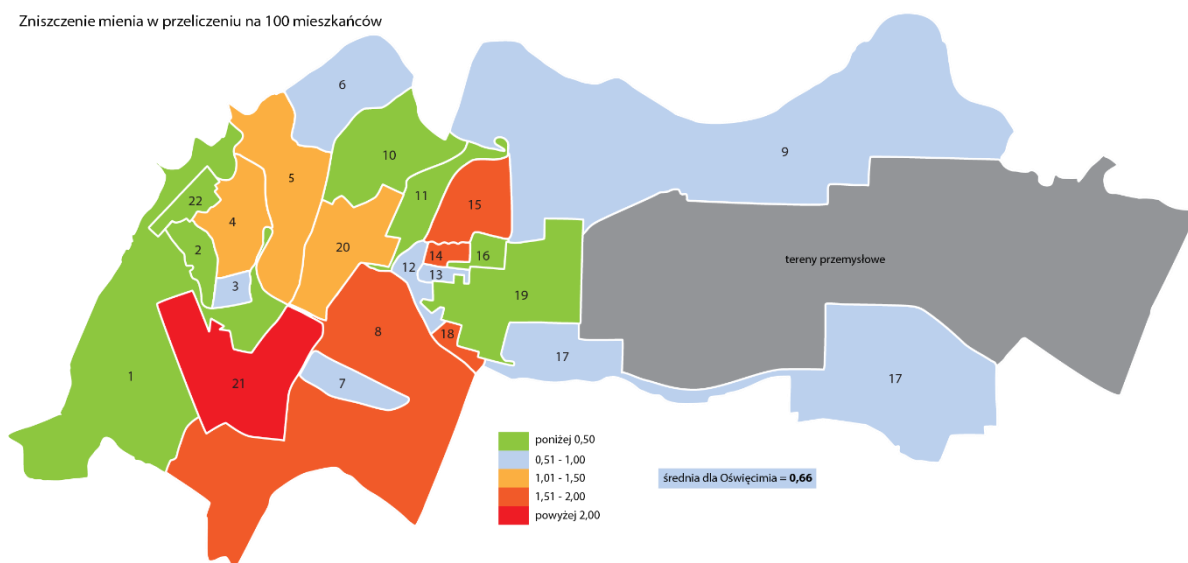 Zniszczenie mienia w przeliczeniu na 100 mieszkańców
6
9
10
5
11
22
15
4
2
20
14
16
12
13
tereny przemysłowe
3
19
8
18
17
1
21
7
17
poniżej 0,50
0,51 - 1,00
1,01 - 1,50
1,51 - 2,00
powyżej 2,00
średnia dla Oświęcimia = 0,66